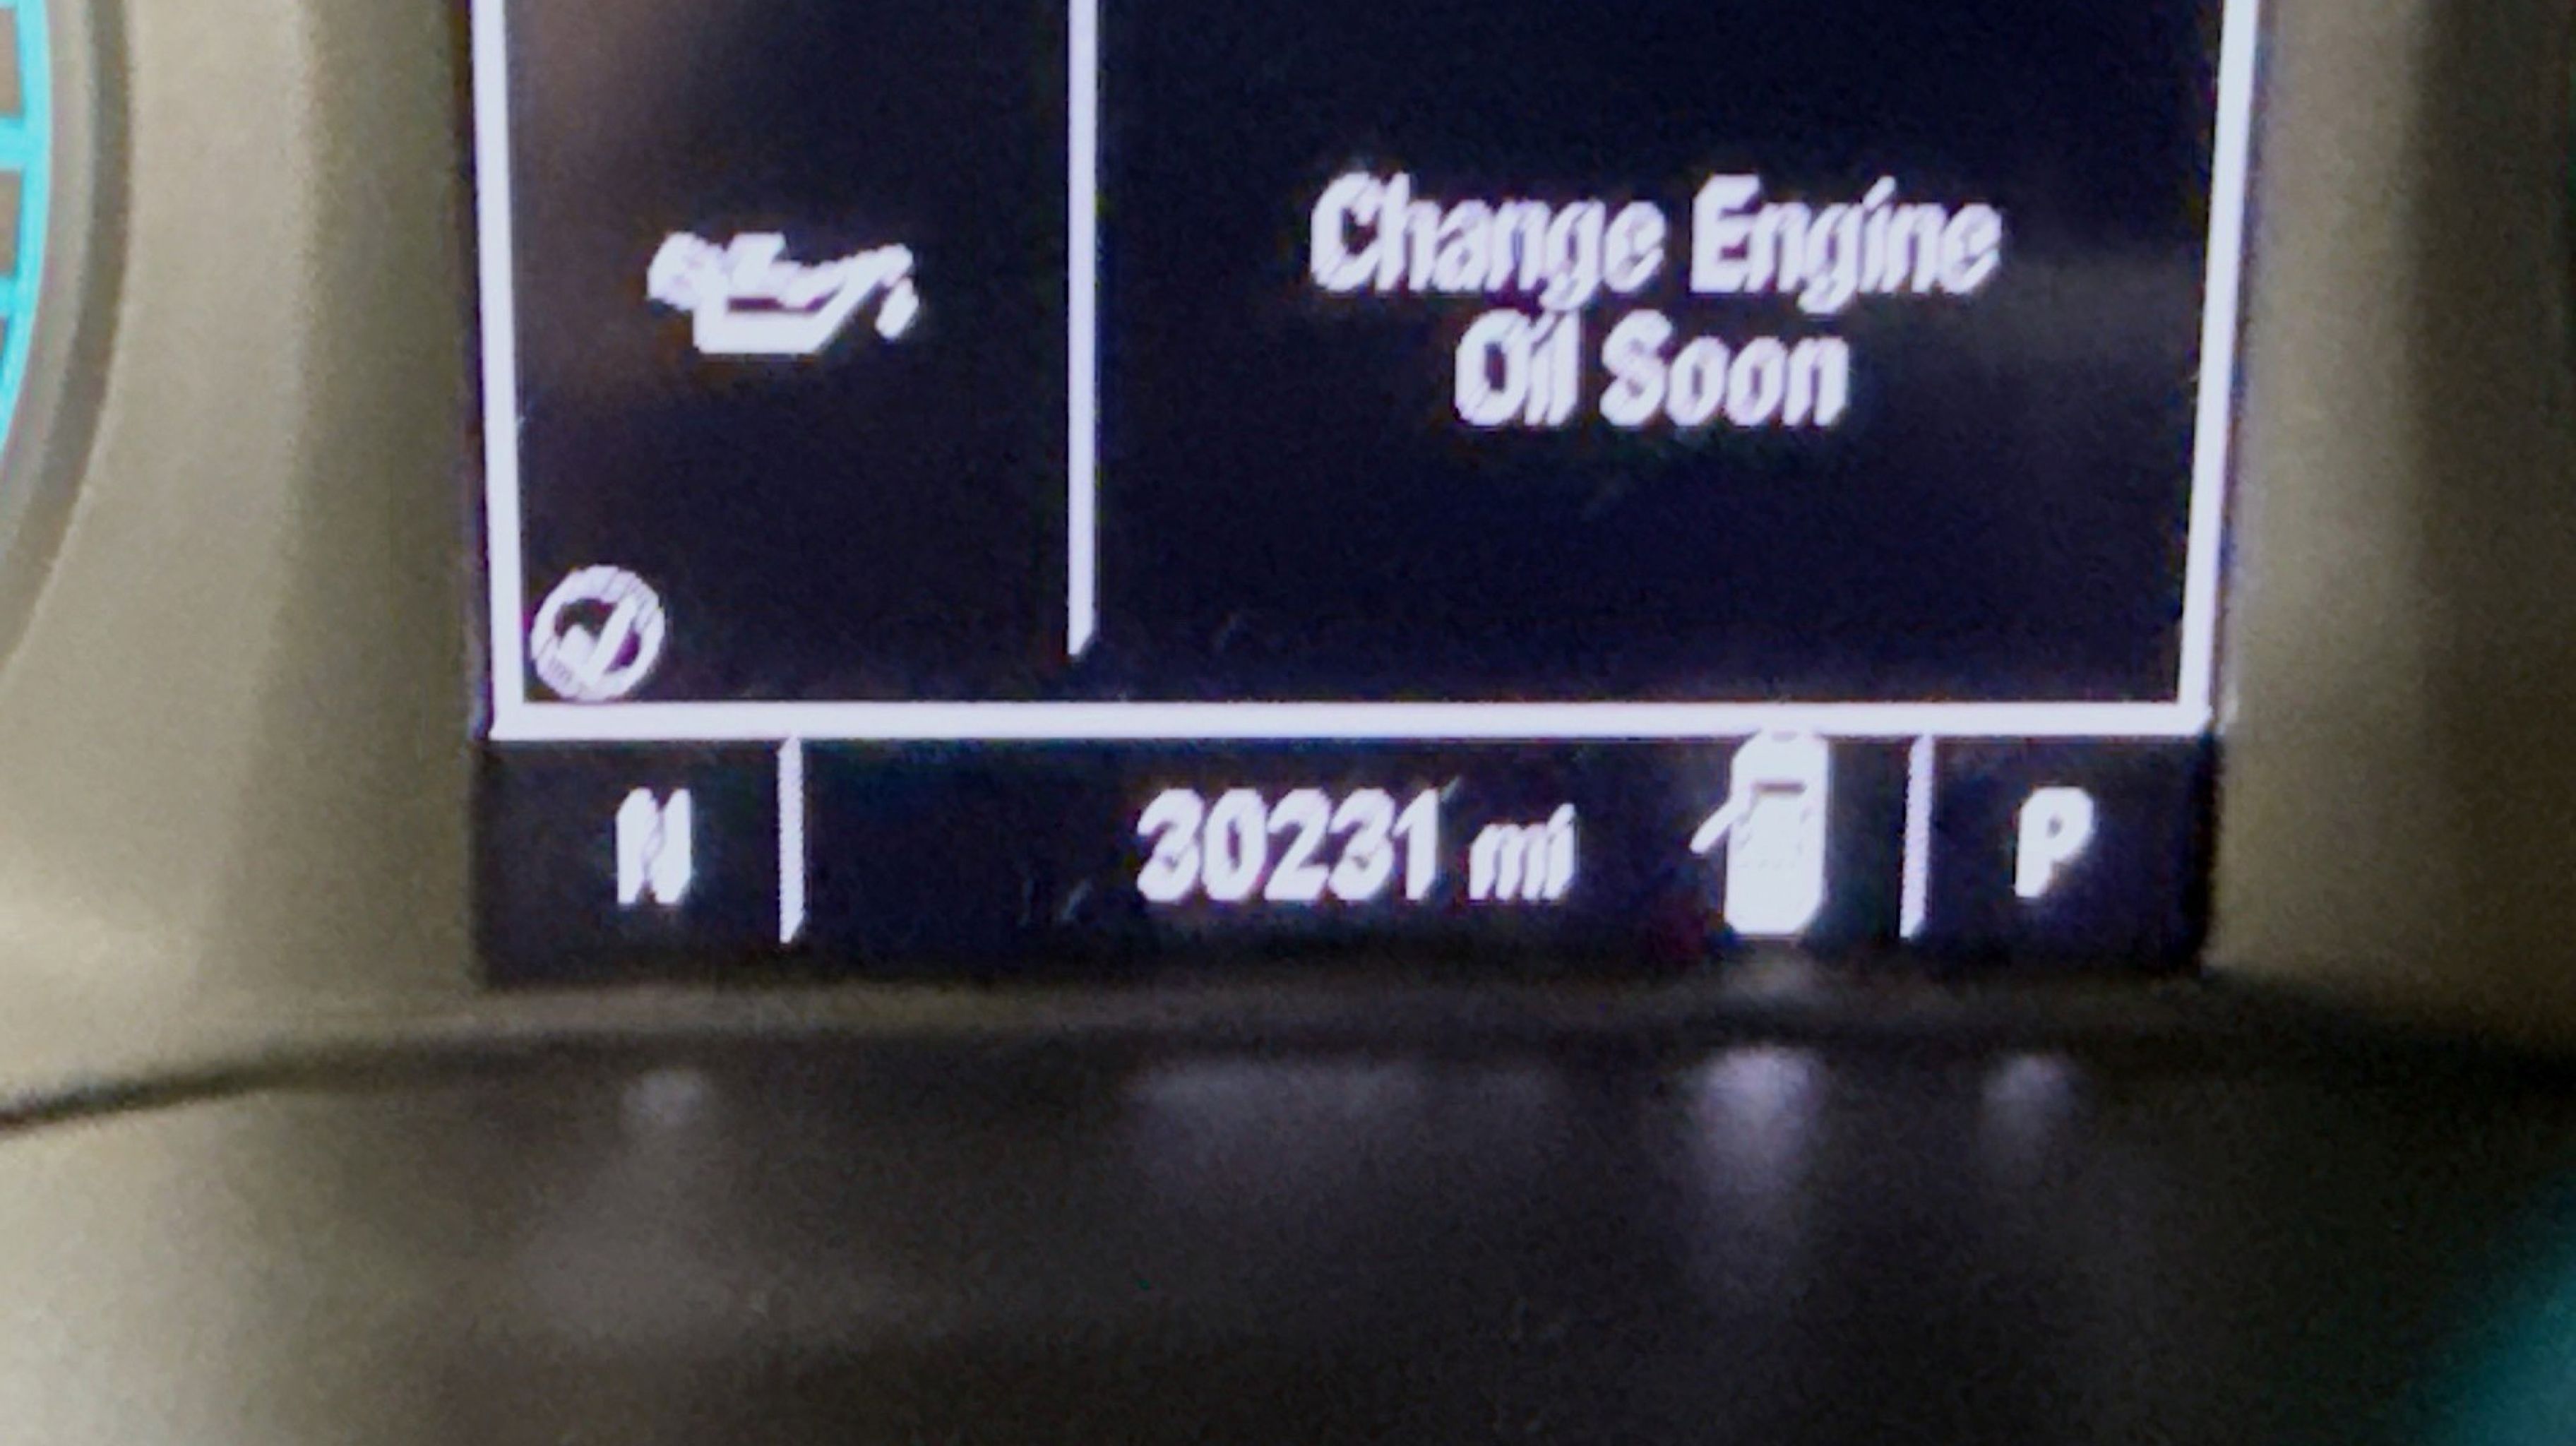 Change Engine
Oil Soon
N 30231 mi P